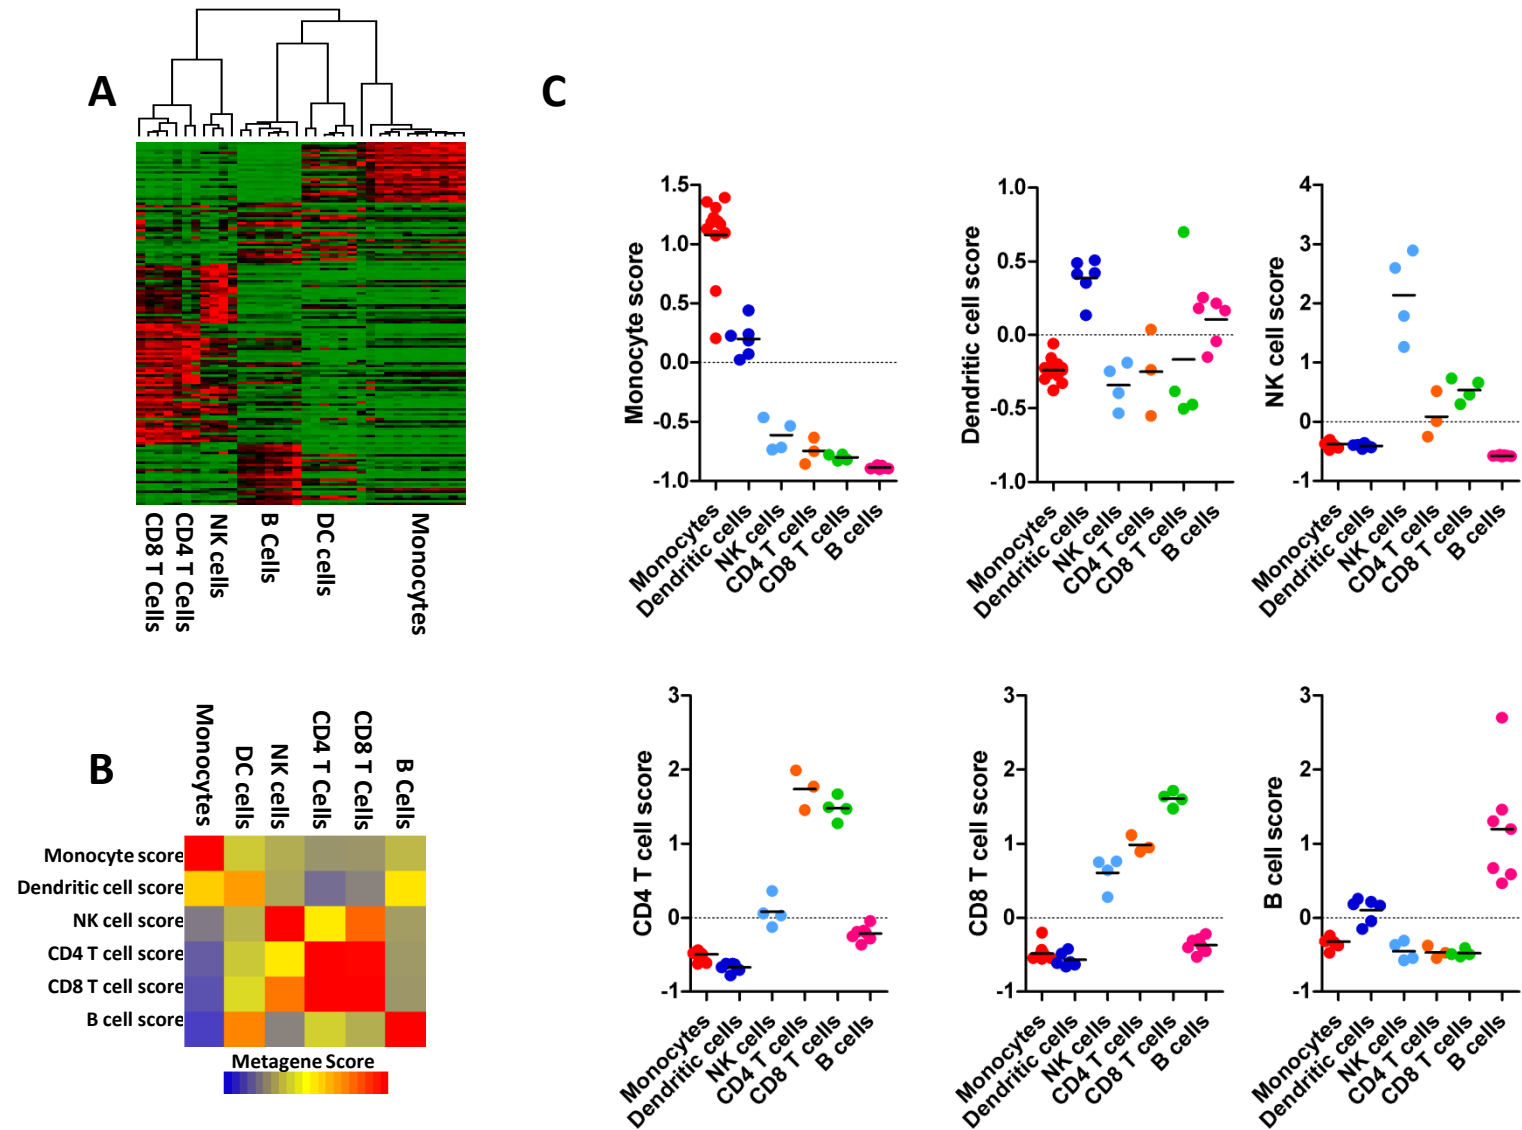 A
CD8 T Cells
CD4 T Cells
NK cells
B Cells
DC cells
Monocytes
B
Monocytes
DC cells
NK cells
CD4 T Cells
CD8 T Cells
B Cells
Monocyte score
Dendritic cell score
NK cell score
CD4 T cell score
CD8 T cell score
B cell score
Metagene Score
C
Monocyte score
1.5
1.0
0.5
0.0
-0.5
-1.0
Monocytes
Dendritic cells
NK cells
CD4 T cells
CD8 T cells
B cells
Dendritic cell score
1.0
0.5
0.0
-0.5
-1.0
Monocytes
Dendritic cells
NK cells
CD4 T cells
CD8 T cells
B cells
NK cell score
4
3
2
1
0
-1
Monocytes
Dendritic cells
NK cells
CD4 T cells
CD8 T cells
B cells
CD4 T cell score
3
2
1
0
-1
Monocytes
Dendritic cells
NK cells
CD4 T cells
CD8 T cells
B cells
CD8 T cell score
3
2
1
0
-1
Monocytes
Dendritic cells
NK cells
CD4 T cells
CD8 T cells
B cells
B cell score
3
2
1
0
-1
Monocytes
Dendritic cells
NK cells
CD4 T cells
CD8 T cells
B cells